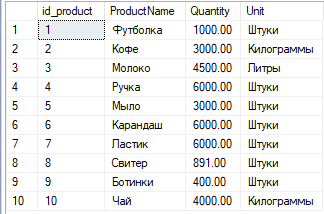 id_product ProductName Quantity Unit
1 1 Футболка 1000.00 Штуки
2 2 Кофе 3000.00 Килограммы
3 3 Молоко 4500.00 Литры
4 4 Ручка 6000.00 Штуки
5 5 Мыло 3000.00 Штуки
6 6 Карандаш 6000.00 Штуки
7 7 Ластик 6000.00 Штуки
8 8 Свитер 891.00 Штуки
9 9 Ботинки 400.00 Штуки
10 10 Чай 4000.00 Килограммы